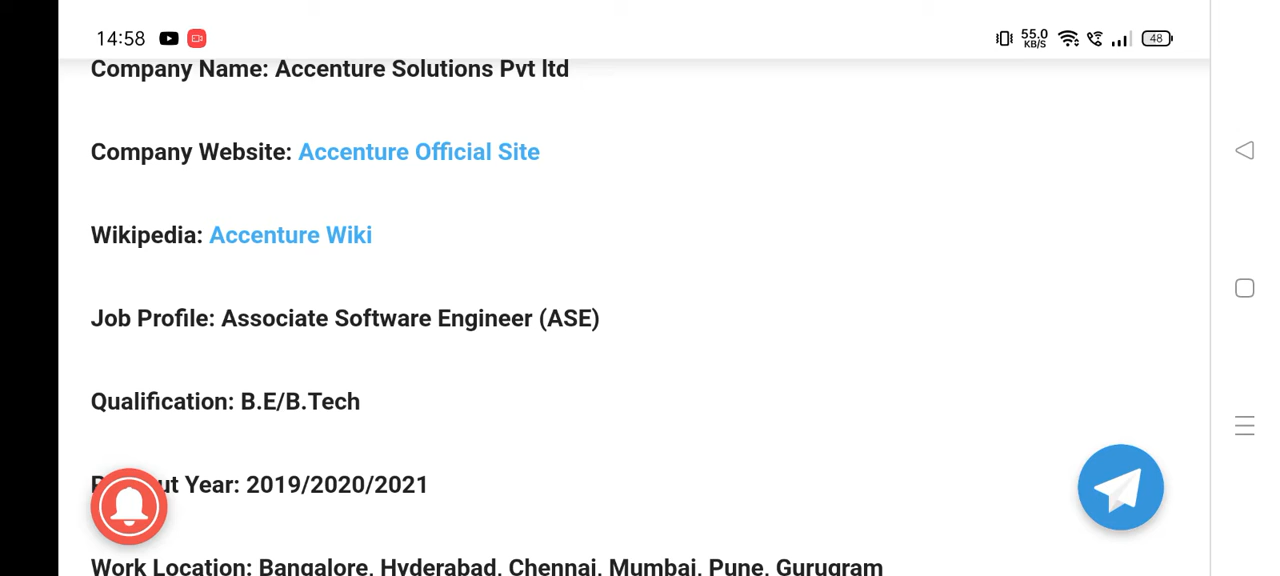 14:58 55.0 KB/S 48
Company Name: Accenture Solutions Pvt ltd
Company Website: Accenture Official Site
Wikipedia: Accenture Wiki
Job Profile: Associate Software Engineer (ASE)
Qualification: B.E/B.Tech
ut Year: 2019/2020/2021
Work Location: Bangalore, Hyderabad, Chennai, Mumbai, Pune, Gurugram